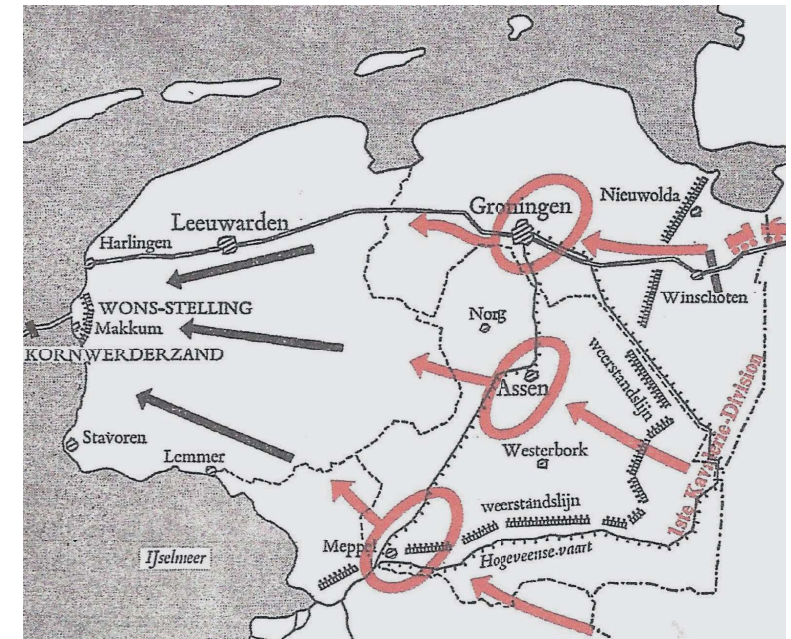 Nieuwolda
Groningen
Leeuwarden
Harlingen
Winschoten
WONS-STELLING
Makkum
Norg
KORNWERDERZAND
weerstandslijn
Assen
1ste Kavalerie-Division
Stavoren
Lemmer
Westerbork
weerstandslijn
Meppel
IJselmeer
Hogeveense.vaart